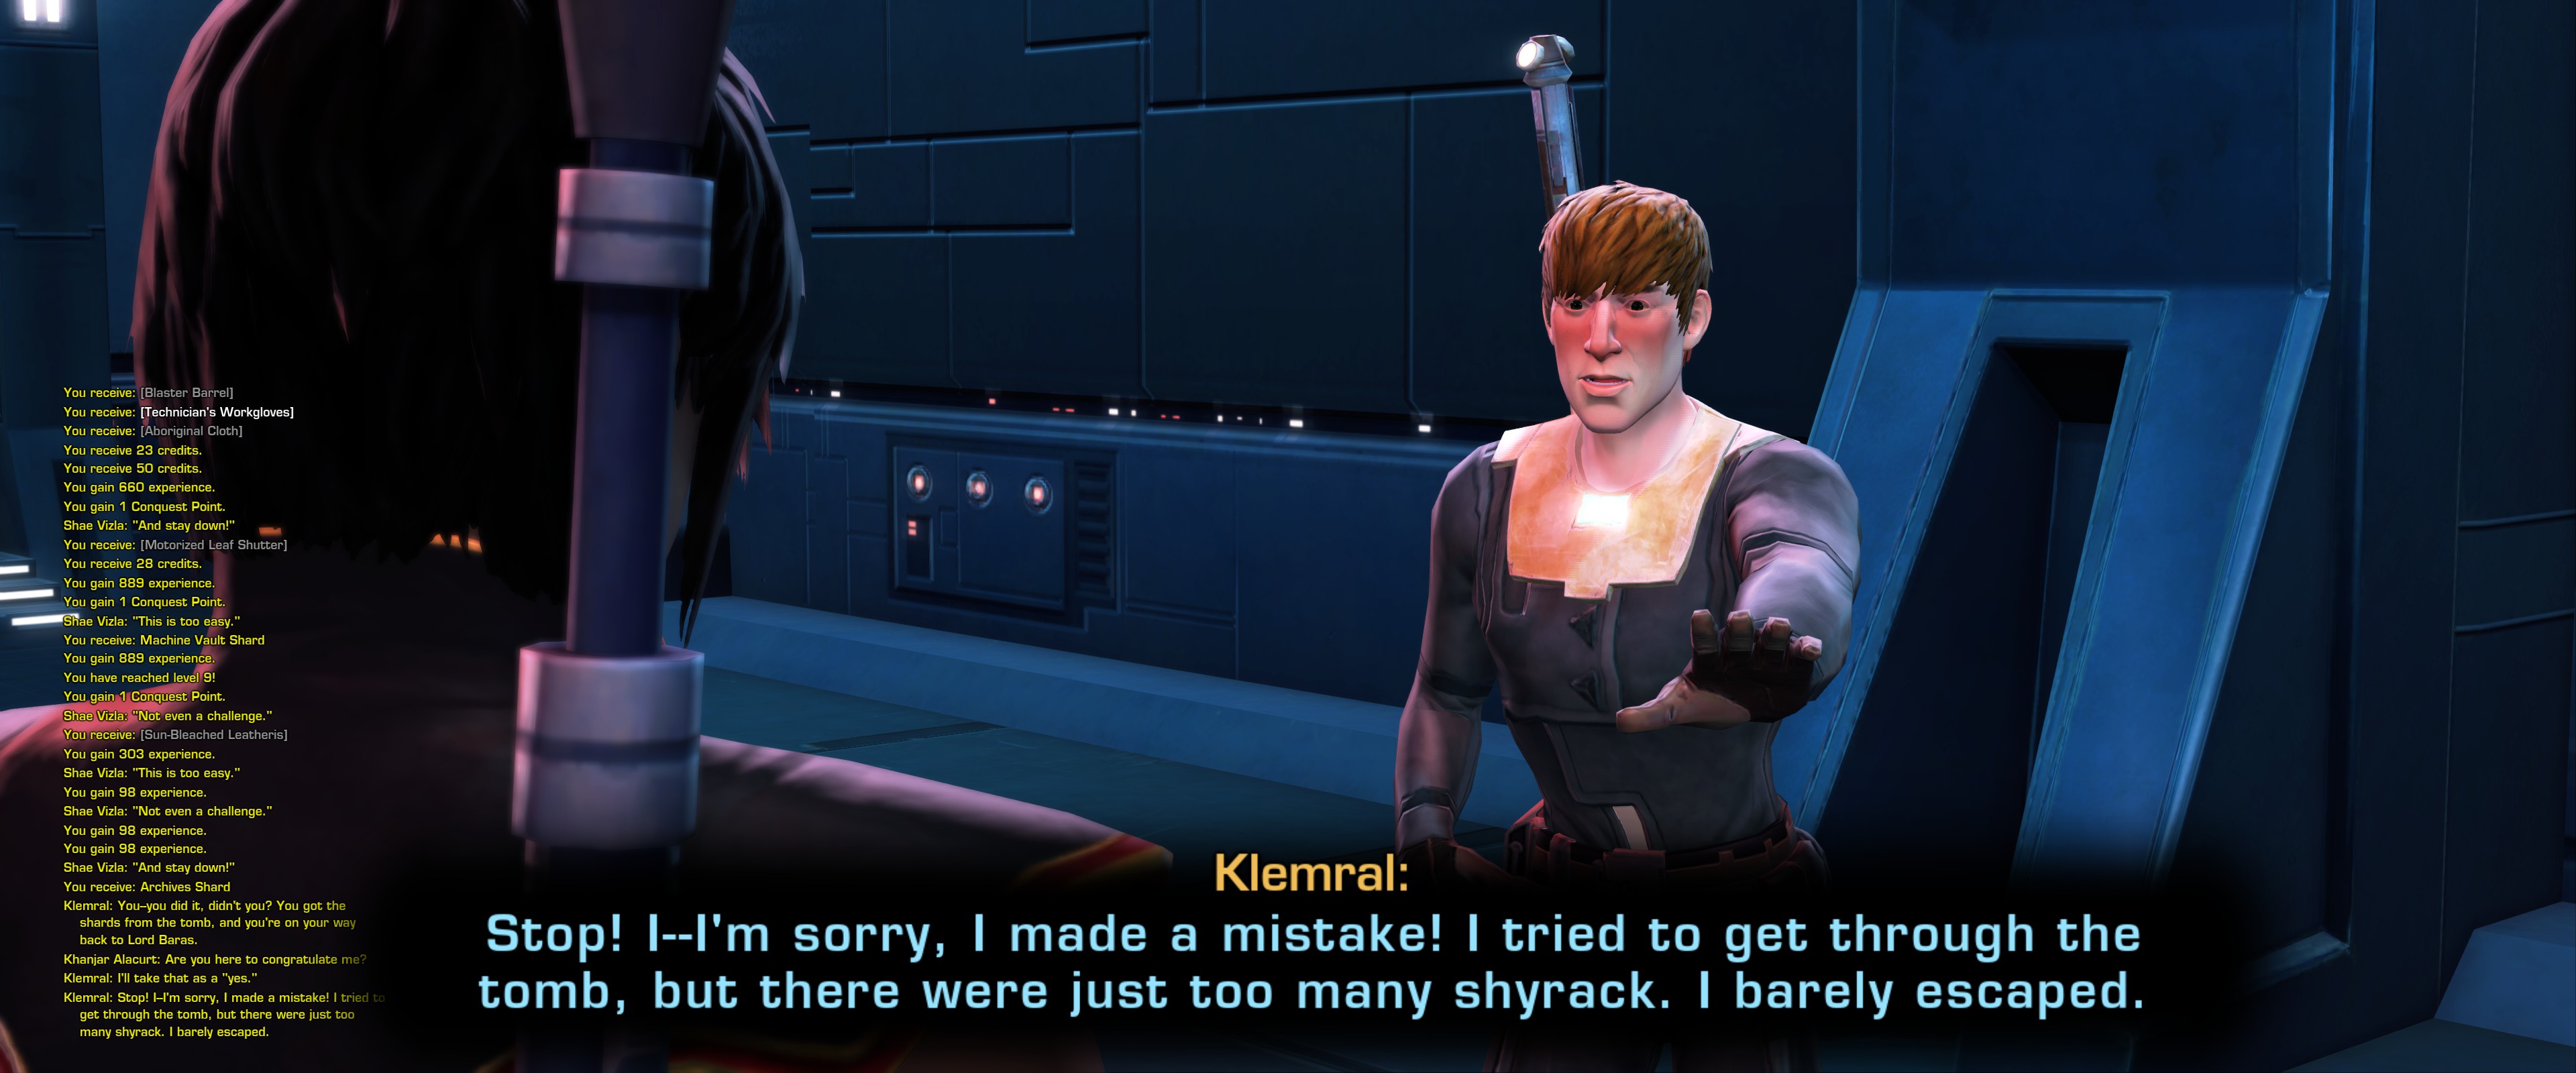 You receive: [Blaster Barrel]
You receive: [Technician's Workgloves]
You receive: [Aboriginal Cloth]
You receive 23 credits.
You receive 50 credits.
You gain 660 experience.
You gain 1 Conquest Point.
Shae Vizla: "And stay down!"
You receive: [Motorized Leaf Shutter]
You receive 28 credits.
You gain 889 experience.
You gain 1 Conquest Point.
Shae Vizla: "This is too easy."
You receive: Machine Vault Shard
You gain 889 experience.
You have reached level 9!
You gain 1 Conquest Point.
Shae Vizla: "Not even a challenge."
You receive: [Sun-Bleached Leatheris]
You gain 303 experience.
Shae Vizla: "This is too easy."
You gain 98 experience.
Shae Vizla: "Not even a challenge."
You gain 98 experience.
You gain 98 experience.
Shae Vizla: "And stay down!"
You receive: Archives Shard
Klemral: You--you did it, didn't you? You got the
shards from the tomb, and you're on your way
back to Lord Baras.
Khanjar Alacurt: Are you here to congratulate me?
Klemral: I'll take that as a "yes."
Klemral: Stop! I--I'm sorry, I made a mistake! I tried to
get through the tomb, but there were just too
many shyrack. I barely escaped.
Klemral:
Stop! I--I'm sorry, I made a mistake! I tried to get through the
tomb, but there were just too many shyrack. I barely escaped.